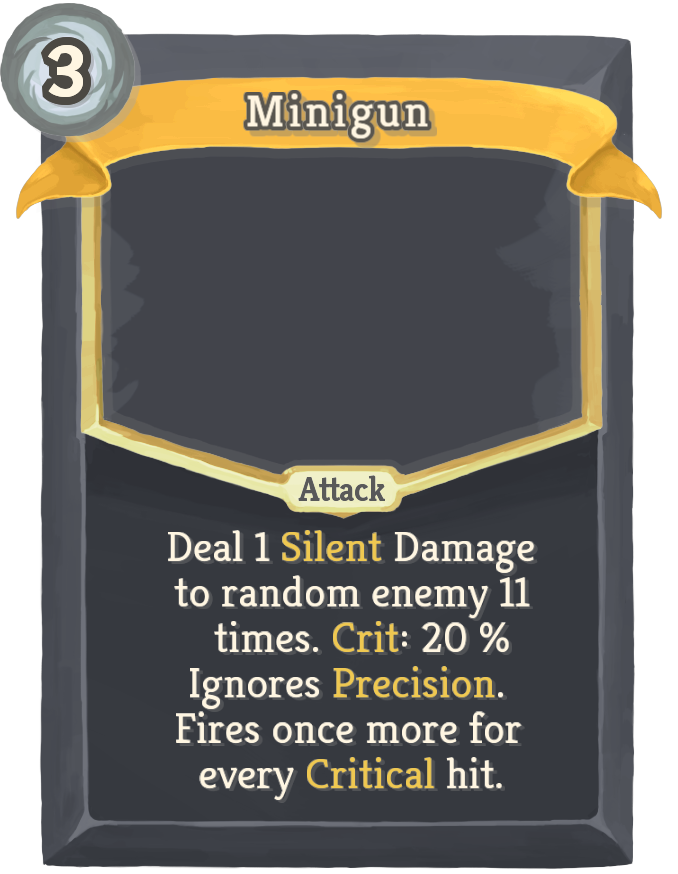 3
Minigun
Attack
Deal 1 Silent Damage
to random enemy 11
times. Crit: 20 %
Ignores Precision.
Fires once more for
every Critical hit.